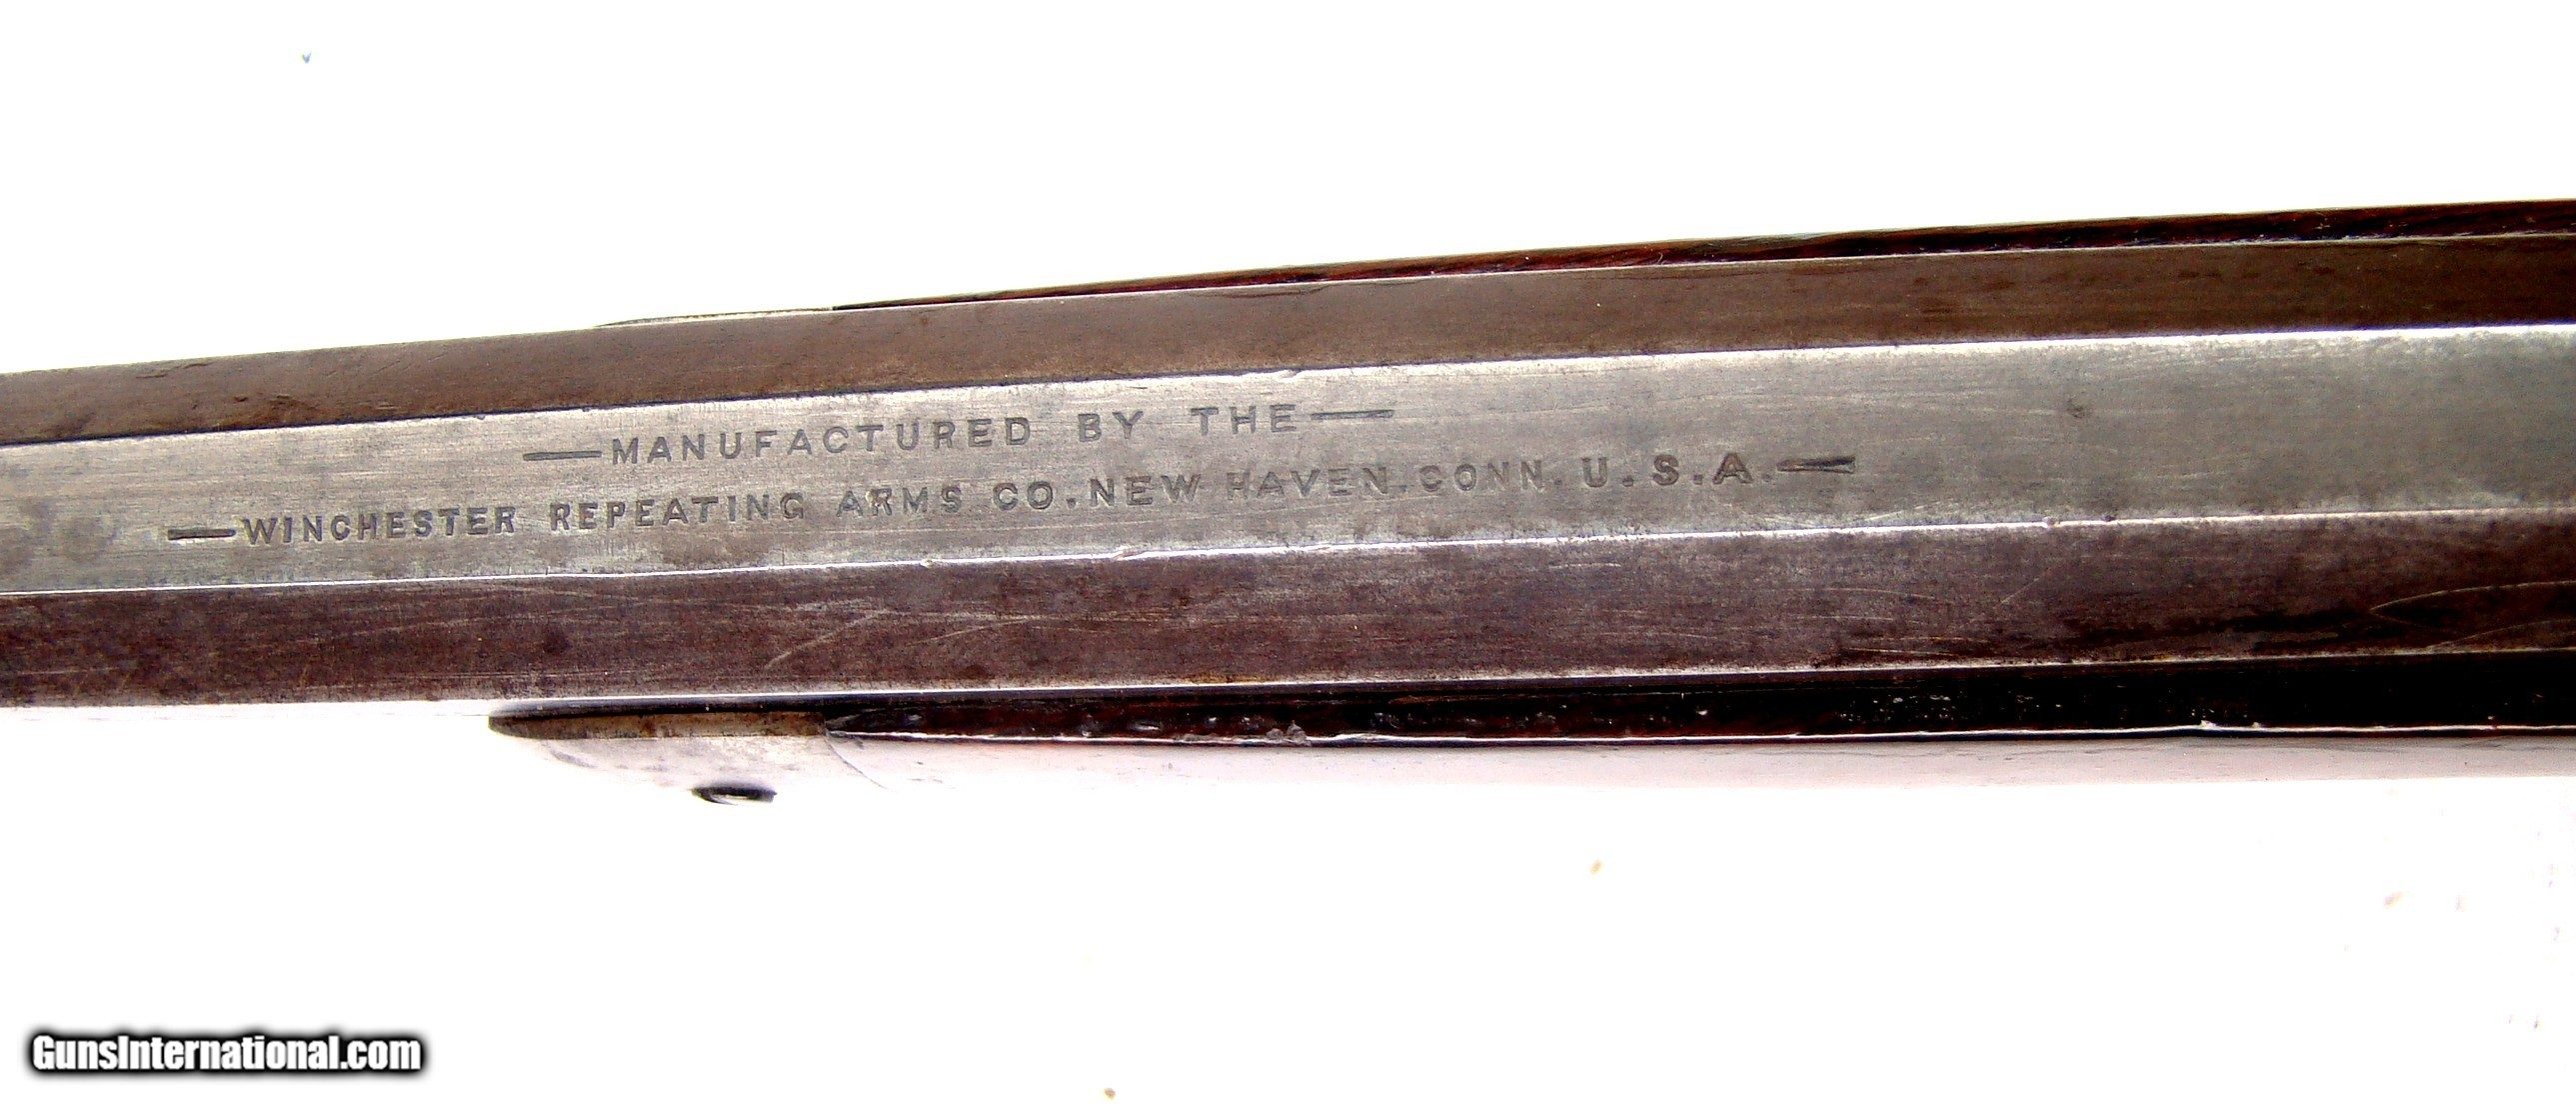 —MANUFACTURED BY THE—
—WINCHESTER REPEATING ARMS CO. NEW HAVEN. CONN. U.S.A.—
GunsInternational.com